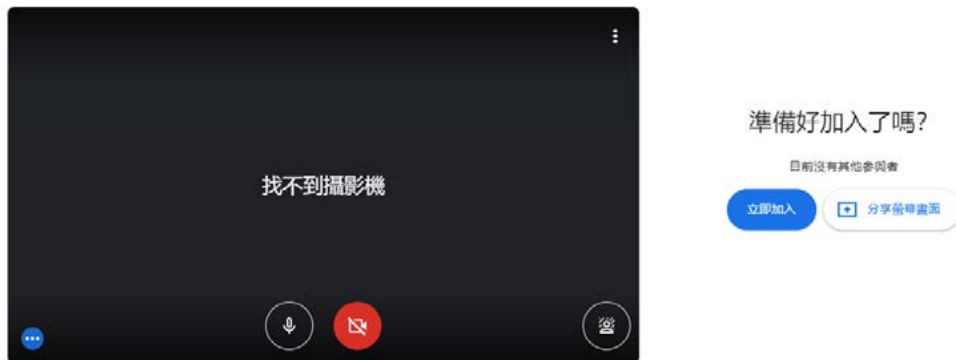 找不到攝影機
準備好加入了嗎?
目前沒有其他參與者
立即加入
分享螢幕畫面